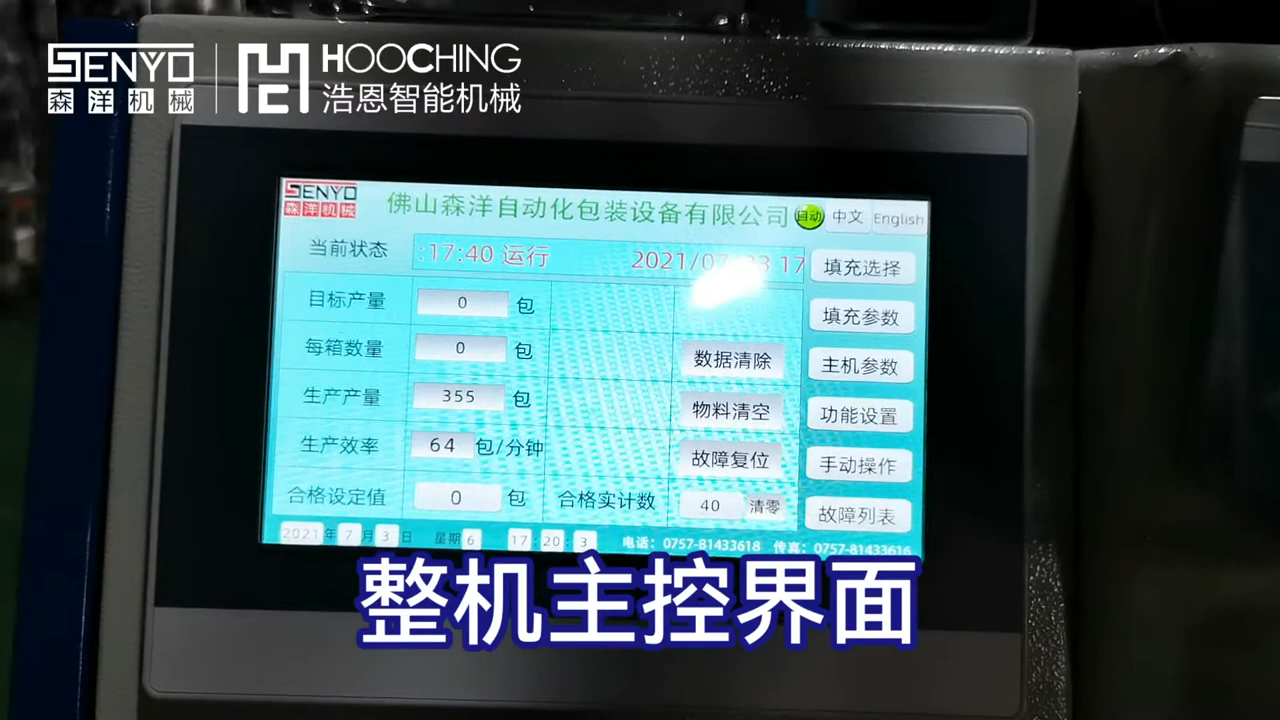 SENYO
森洋机械
HOOCHING
浩恩智能机械
SENYO
森洋机械
佛山森洋自动化包装设备有限公司
自动
中文
English
当前状态
:17:40 运行
2021/07
03 17
填充选择
目标产量
0
包
填充参数
每箱数量
0
包
数据清除
主机参数
生产产量
355
包
物料清空
功能设置
生产效率
64
包/分钟
故障复位
手动操作
合格设定值
0
包
合格实计数
40
清零
故障列表
2021年7月3日 星期6 17:20:3
电话：0757-81433618 传真：0757-81433616
整机主控界面